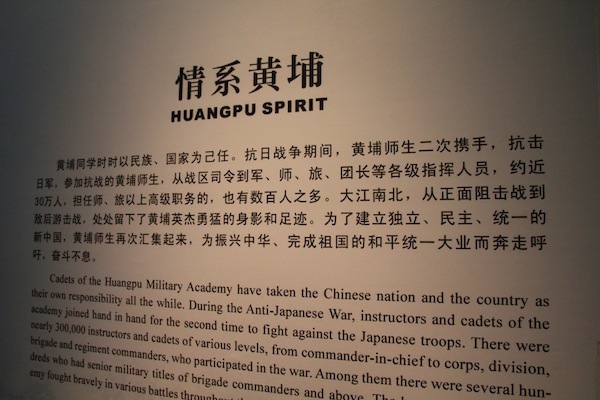 情系黄埔
HUANGPU SPIRIT
黄埔同学时时以民族、国家为己任。抗日战争期间，黄埔师生二次携手，抗击
日军。参加抗战的黄埔师生，从战区司令到军、师、旅、团长等各级指挥人员，约近
30万人，担任师、旅以上高级职务的，也有数百人之多。大江南北，从正面阻击战到
敌后游击战，处处留下了黄埔英杰勇猛的身影和足迹。为了建立独立、民主、统一的
新中国，黄埔师生再次汇集起来，为振兴中华、完成祖国的和平统一大业而奔走呼
吁，奋斗不息。
Cadets of the Huangpu Military Academy have taken the Chinese nation and the country as
their own responsibility all the while. During the Anti-Japanese War, instructors and cadets of the
academy joined hand in hand for the second time to fight against the Japanese troops. There were
nearly 300,000 instructors and cadets of various levels, from commander-in-chief to corps, division,
brigade and regiment commanders, who participated in the war. Among them there were several hun-
dreds who had senior military titles of brigade commanders and above. The
emy fought bravely in various battles throughout